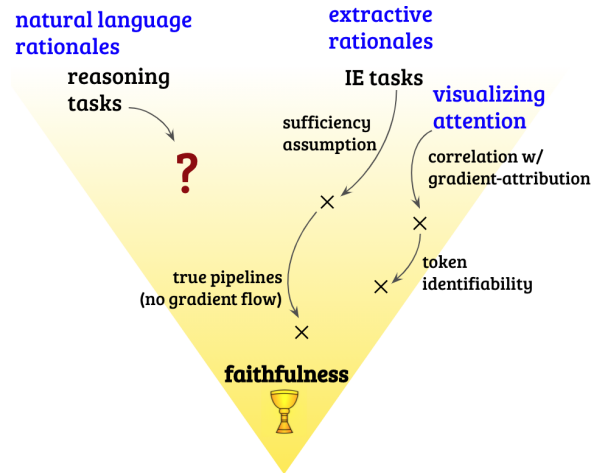 natural language
rationales
reasoning
tasks
?
extractive
rationales
IE tasks
visualizing
attention
sufficiency
assumption
correlation w/
gradient-attribution
token
identifiability
true pipelines
(no gradient flow)
faithfulness